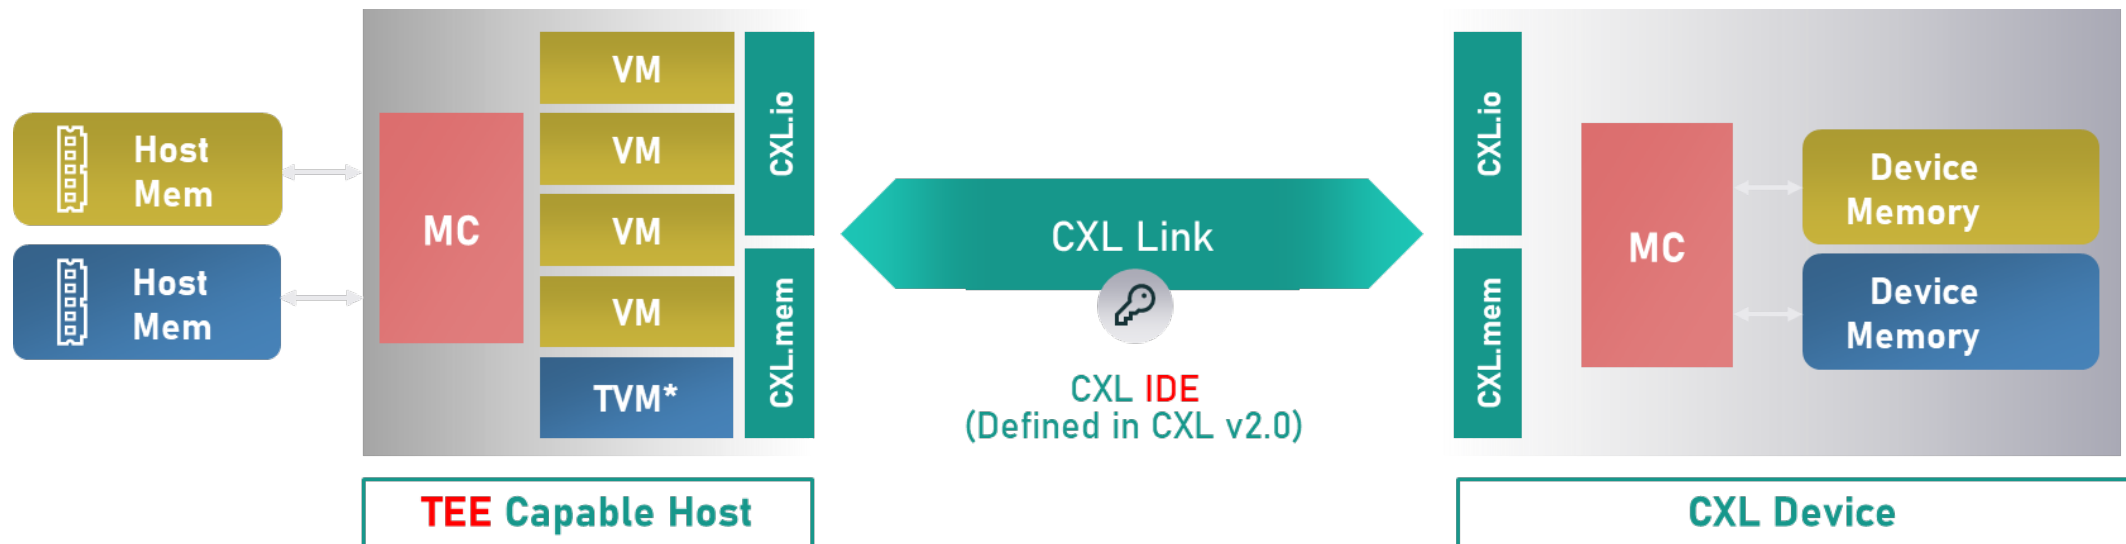 Host
Mem
Host
Mem
MC
VM
VM
VM
VM
TVM*
CXL.io
CXL.mem
TEE Capable Host
CXL Link
CXL IDE
(Defined in CXL v2.0)
CXL.io
CXL.mem
MC
Device
Memory
Device
Memory
CXL Device